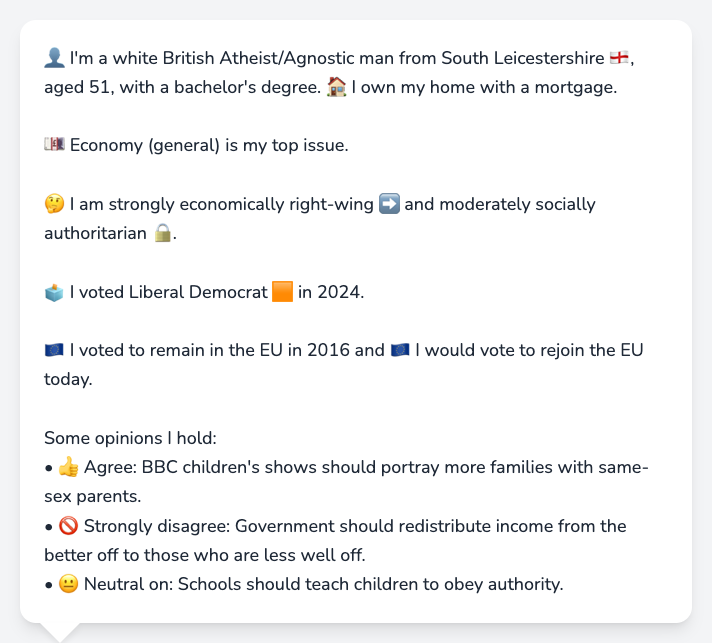 👤 I'm a white British Atheist/Agnostic man from South Leicestershire 🏴󠁧󠁢󠁥󠁮󠁧󠁿,
aged 51, with a bachelor's degree. 🏠 I own my home with a mortgage.
💷 Economy (general) is my top issue.
🤔 I am strongly economically right-wing ➡️ and moderately socially
authoritarian 🔒.
🗳️ I voted Liberal Democrat 🟧 in 2024.
🇪🇺 I voted to remain in the EU in 2016 and 🇪🇺 I would vote to rejoin the EU
today.
Some opinions I hold:
• 👍 Agree: BBC children's shows should portray more families with same-
sex parents.
• 🚫 Strongly disagree: Government should redistribute income from the
better off to those who are less well off.
• 😐 Neutral on: Schools should teach children to obey authority.